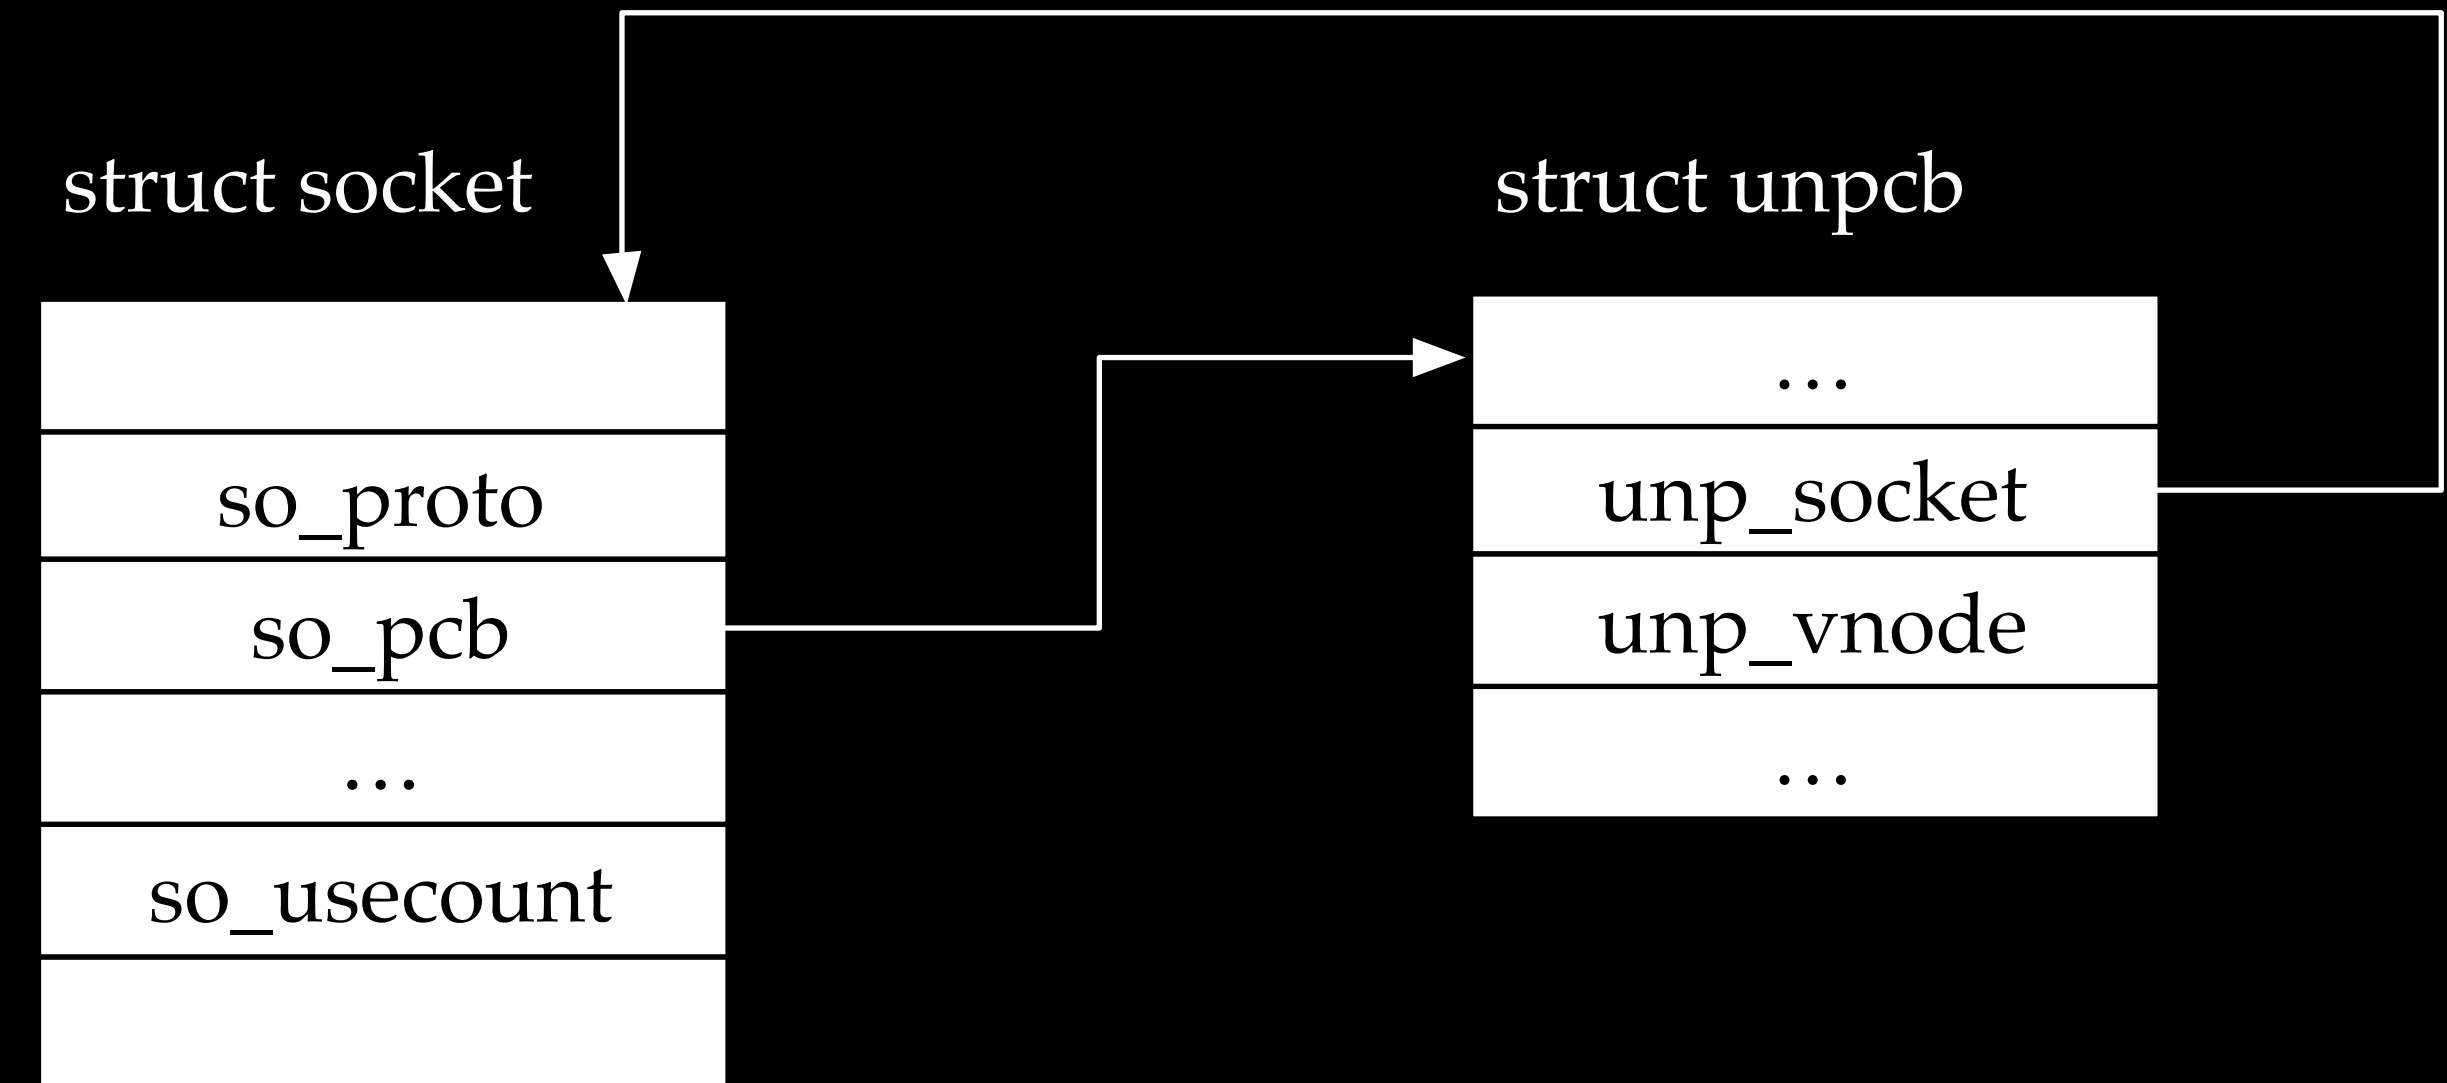 struct socket
so_proto
so_pcb
...
so_usecount
struct unpcb
...
unp_socket
unp_vnode
...